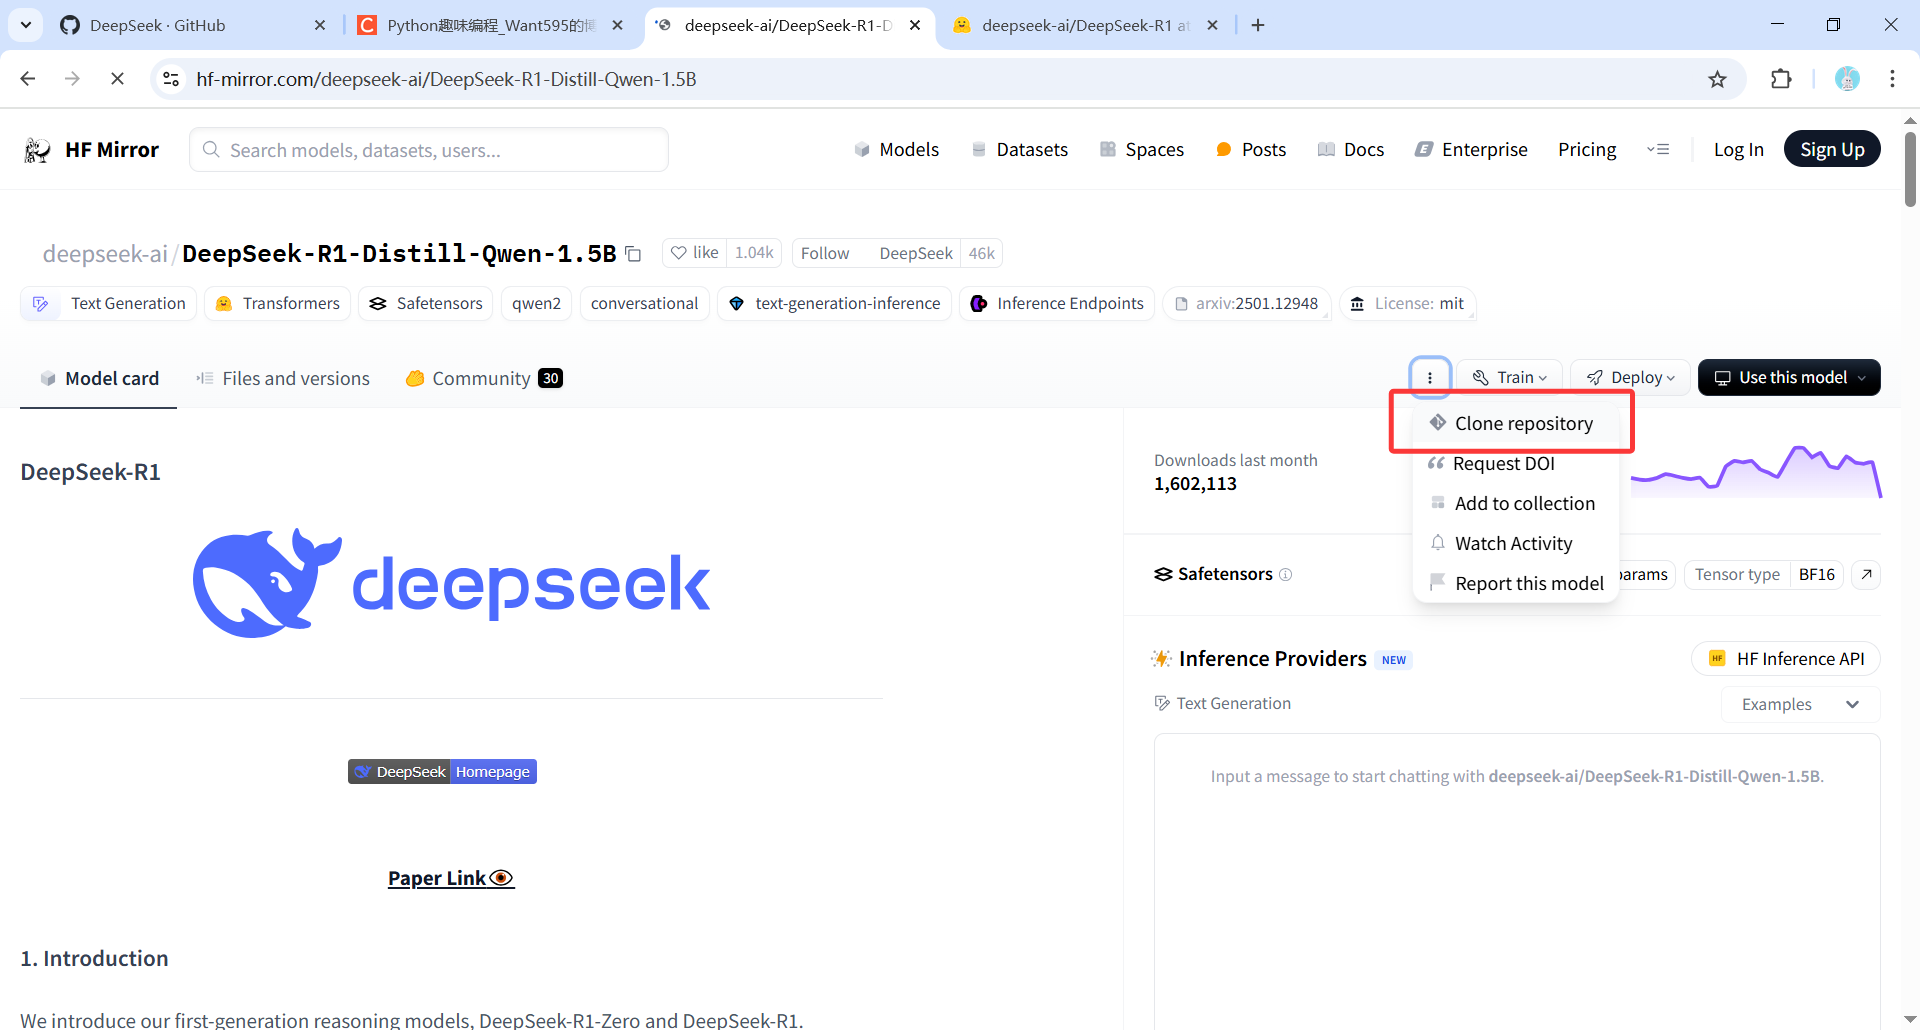 DeepSeek · GitHub
Python趣味编程_Want595的博
deepseek-ai/DeepSeek-R1-D
deepseek-ai/DeepSeek-R1 at
hf-mirror.com/deepseek-ai/DeepSeek-R1-Distill-Qwen-1.5B
HF Mirror
Search models, datasets, users...
Models
Datasets
Spaces
Posts
Docs
Enterprise
Pricing
Log In
Sign Up
deepseek-ai/DeepSeek-R1-Distill-Qwen-1.5B
like 1.04k
Follow DeepSeek 46k
Text Generation
Transformers
Safetensors
qwen2
conversational
text-generation-inference
Inference Endpoints
arxiv:2501.12948
License: mit
Model card
Files and versions
Community 30
Train
Deploy
Use this model
Clone repository
Request DOI
Add to collection
Watch Activity
Report this model
DeepSeek-R1
deepseek
DeepSeek Homepage
Paper Link
1. Introduction
We introduce our first-generation reasoning models, DeepSeek-R1-Zero and DeepSeek-R1.
Downloads last month
1,602,113
Safetensors
params
Tensor type BF16
Inference Providers NEW
HF HF Inference API
Text Generation
Examples
Input a message to start chatting with deepseek-ai/DeepSeek-R1-Distill-Qwen-1.5B.